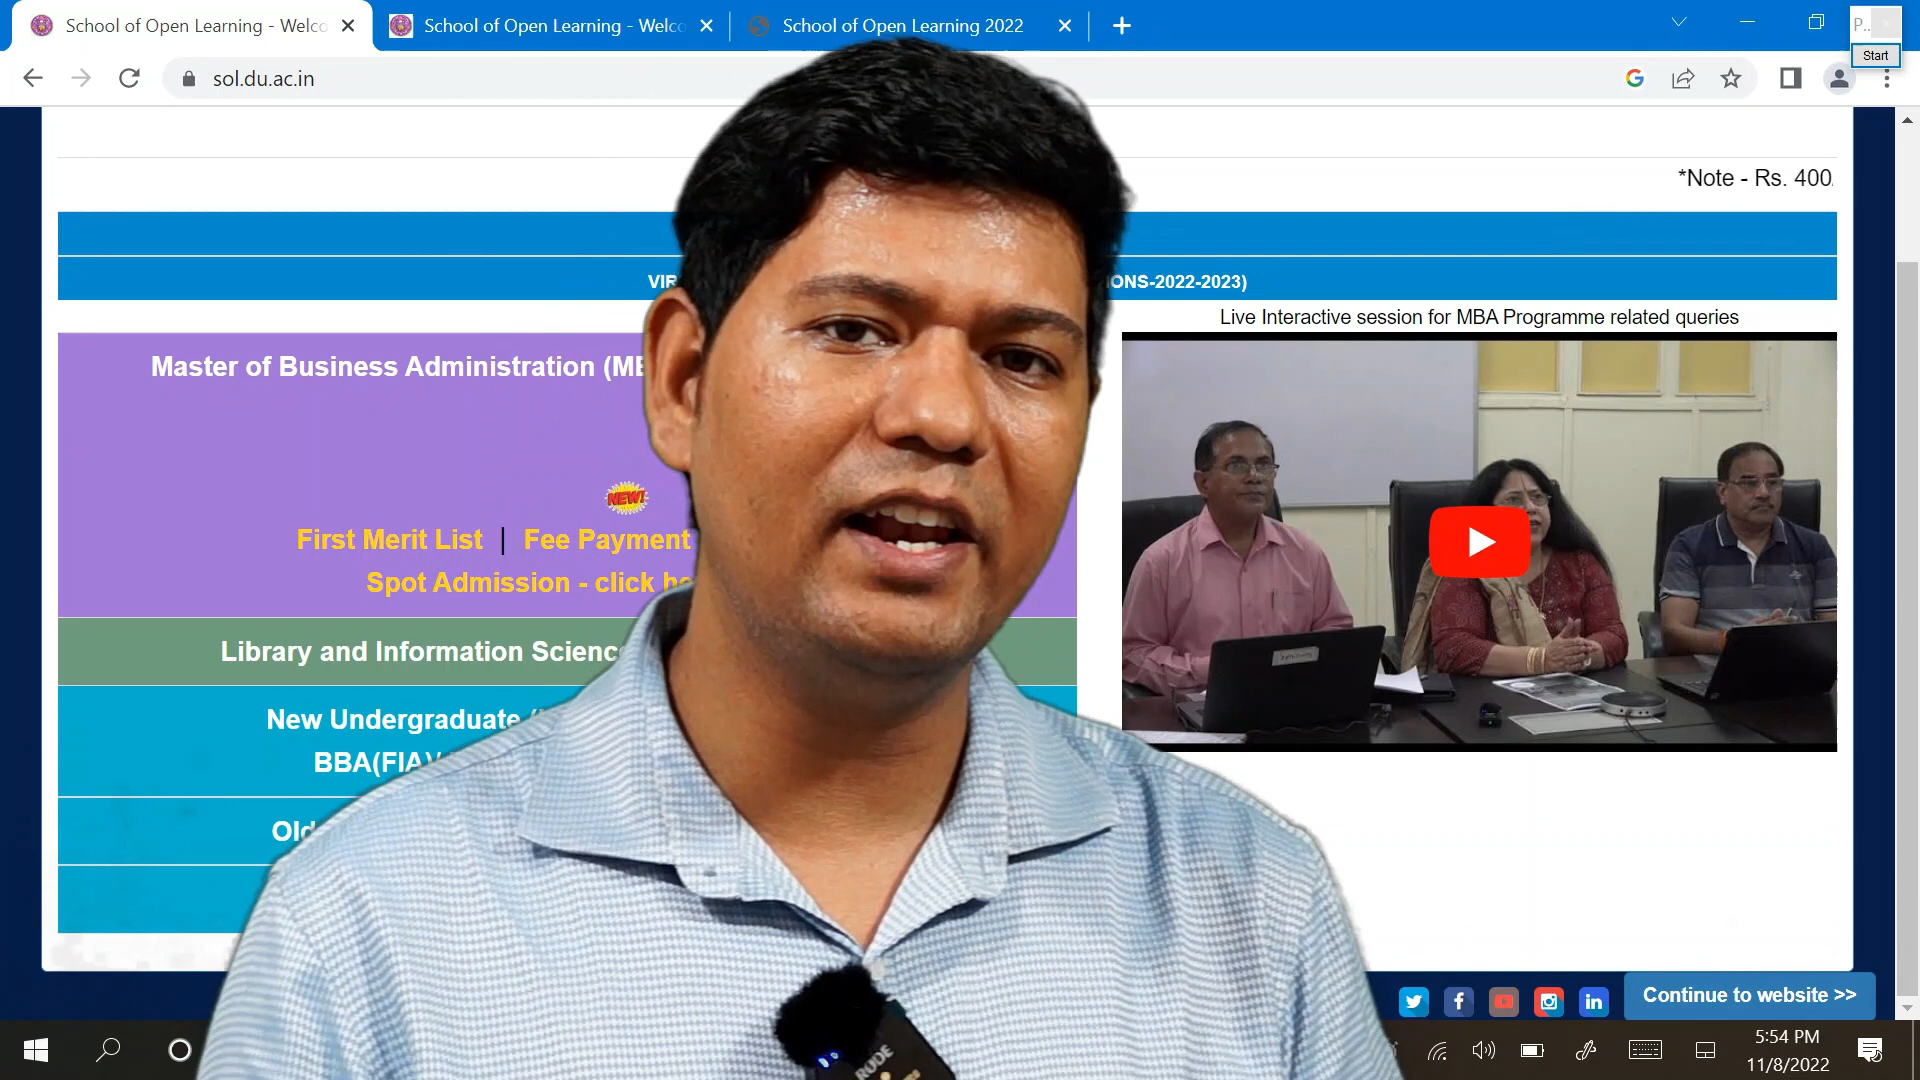 School of Open Learning - Welco
School of Open Learning - Welco
School of Open Learning 2022
P..
Start
sol.du.ac.in
*Note - Rs. 400
ONS-2022-2023)
Live Interactive session for MBA Programme related queries
Master of Business Administration
NEW!
First Merit List | Fee Payment
Spot Admission - click
Library and Information
New Undergraduate
BBA(FIA)
Old
Continue to website >>
RODE
5:54 PM
11/8/2022